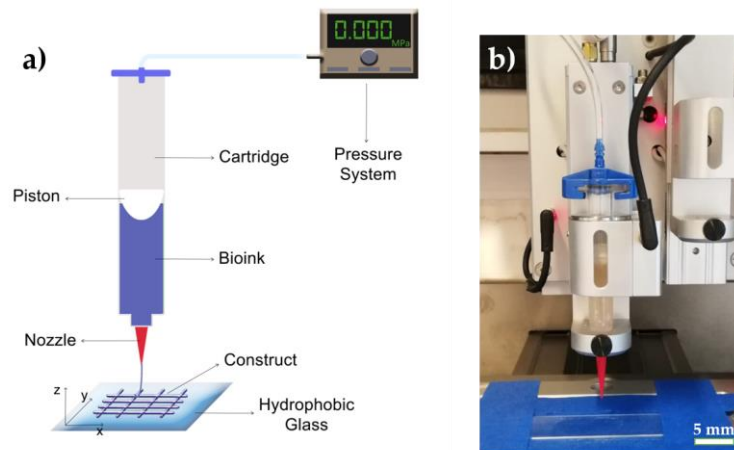 a)
0.000
MPa
Cartridge
Pressure
System
Piston
Bioink
Nozzle
Construct
z
y
x
Hydrophobic
Glass
b)
5 mm